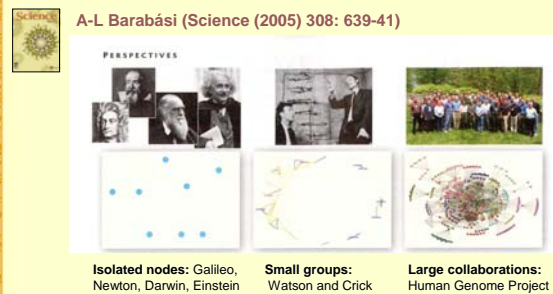 Science
A-L Barabási (Science (2005) 308: 639-41)
PERSPECTIVES
Isolated nodes: Galileo,
Newton, Darwin, Einstein
Small groups:
Watson and Crick
Large collaborations:
Human Genome Project